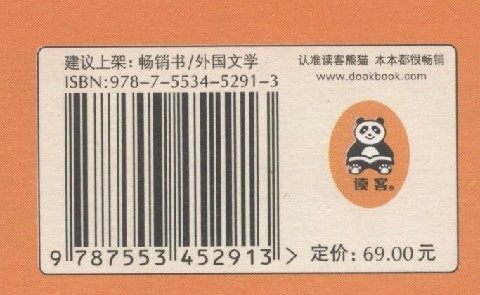 建议上架：畅销书/外国文学
ISBN:978-7-5534-5291-3
认准读客熊猫 本本都很畅销
www.dookbook.com
读客®
9 787553 452913 >
定价：69.00元